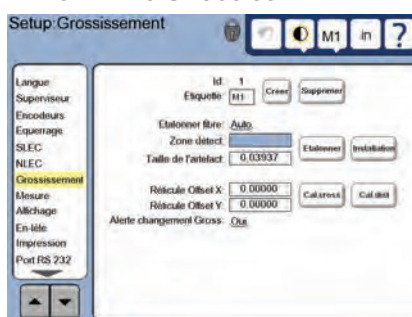 Setup:Grossissement
M1
in
?
Langue
Superviseur
Encodeurs
Equerrage
SLEC
NLEC
Grossissement
Mesure
Affichage
En-tête
Impression
Port RS 232
Id: 1
Etiquette: M1 Créer Supprimer
Etalonner fibre: Auto.
Zone détect.
Etalonner Installation
Taille de l'artefact: 0.03937
Réticule Offset X: 0.00000
Cal.cross Cal dist
Réticule Offset Y: 0.00000
Alerte changement Gross: Oui